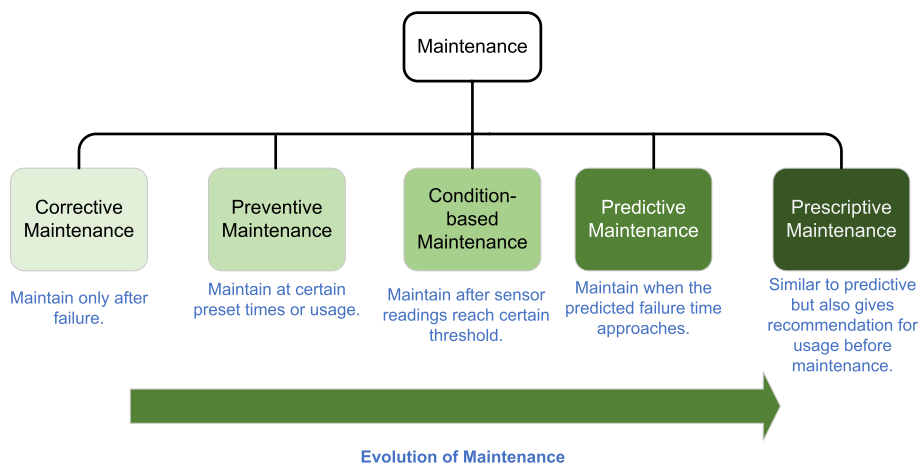 Maintenance
Corrective
Maintenance
Preventive
Maintenance
Condition-
based
Maintenance
Predictive
Maintenance
Prescriptive
Maintenance
Maintain only after
failure.
Maintain at certain
preset times or usage.
Maintain after sensor
readings reach certain
threshold.
Maintain when the
predicted failure time
approaches.
Similar to predictive
but also gives
recommendation for
usage before
maintenance.
Evolution of Maintenance